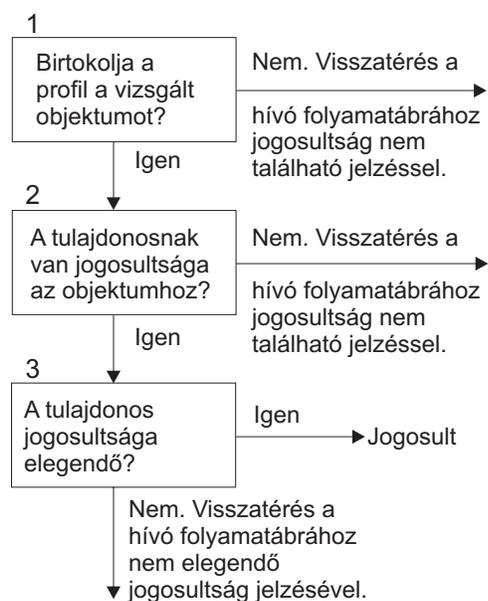 1
Birtokolja a
profil a vizsgált
objektumot?
Nem. Visszatérés a
hívó folyamatábrához
jogosultság nem
található jelzéssel.
Igen
2
A tulajdonosnak
van jogosultsága
az objektumhoz?
Nem. Visszatérés a
hívó folyamatábrához
jogosultság nem
található jelzéssel.
Igen
3
A tulajdonos
jogosultsága
elegendő?
Igen
Jogosult
Nem. Visszatérés a
hívó folyamatábrához
nem elegendő
jogosultság jelzésével.